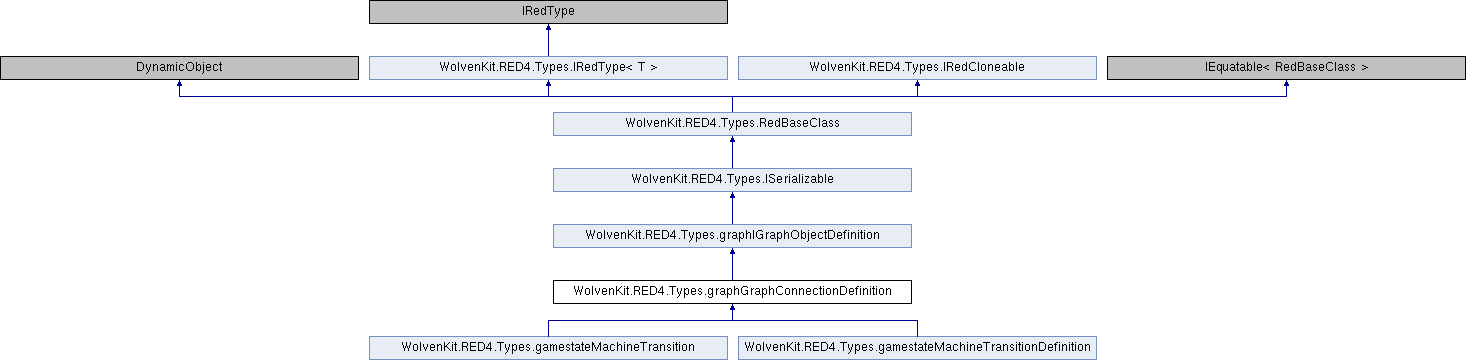 IRedType
DynamicObject
WolvenKit.RED4.Types.IRedType< T >
WolvenKit.RED4.Types.IRedCloneable
IEquatable< RedBaseClass >
WolvenKit.RED4.Types.RedBaseClass
WolvenKit.RED4.Types.ISerializable
WolvenKit.RED4.Types.graphIGraphObjectDefinition
WolvenKit.RED4.Types.graphGraphConnectionDefinition
WolvenKit.RED4.Types.gamestateMachineTransition
WolvenKit.RED4.Types.gamestateMachineTransitionDefinition